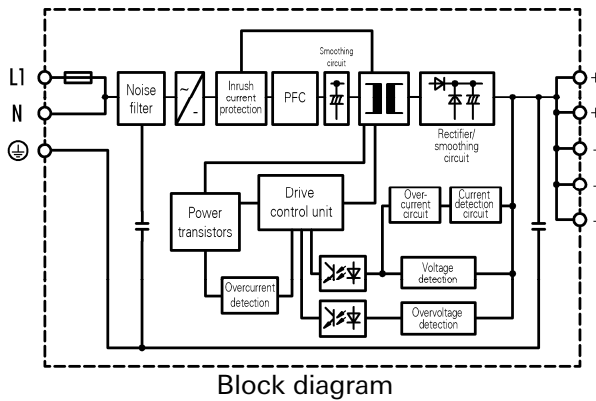 Smoothing
circuit
L1
N
Noise
filter
~
-
Inrush
current
protection
PFC
Rectifier/
smoothing
circuit
+
+
-
-
-
Power
transistors
Drive
control unit
Over-
current
circuit
Current
detection
circuit
Overcurrent
detection
Voltage
detection
Overvoltage
detection
Block diagram